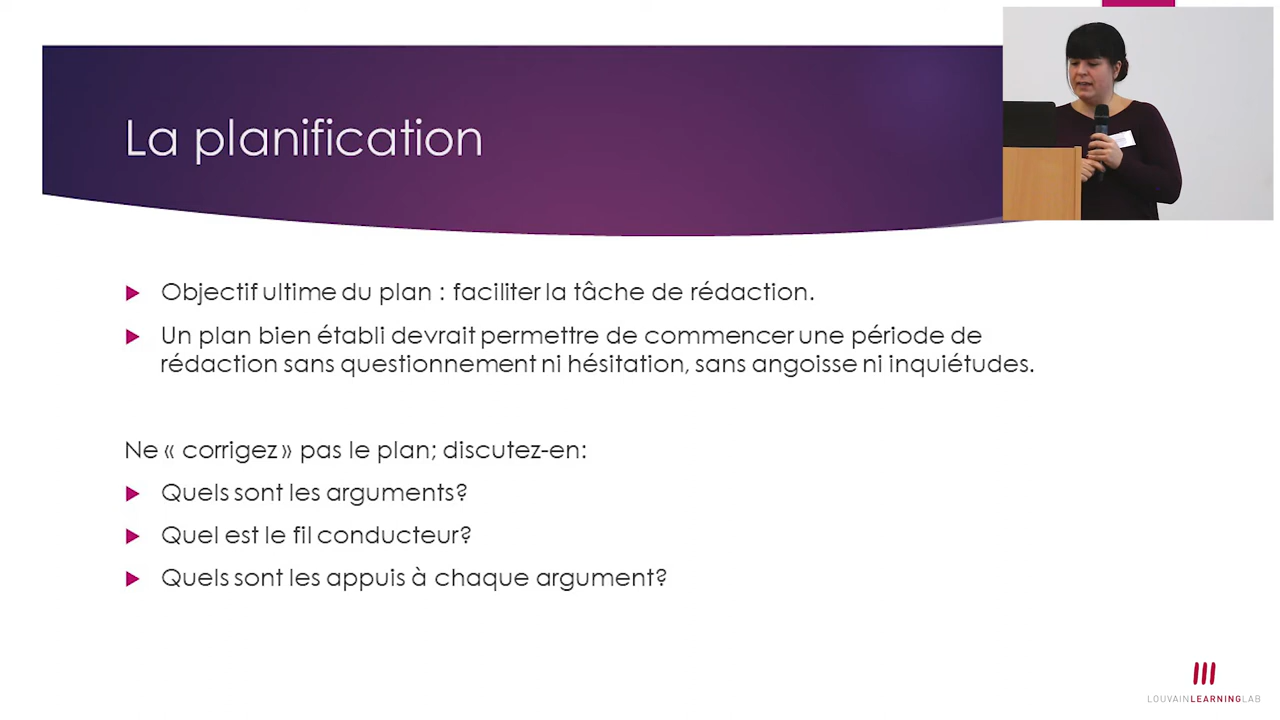 La planification
Objectif ultime du plan : faciliter la tâche de rédaction.
Un plan bien établi devrait permettre de commencer une période de
rédaction sans questionnement ni hésitation, sans angoisse ni inquiétudes.
Ne « corrigez » pas le plan; discutez-en:
Quels sont les arguments?
Quel est le fil conducteur?
Quels sont les appuis à chaque argument?
LOUVAINLEARNINGLAB